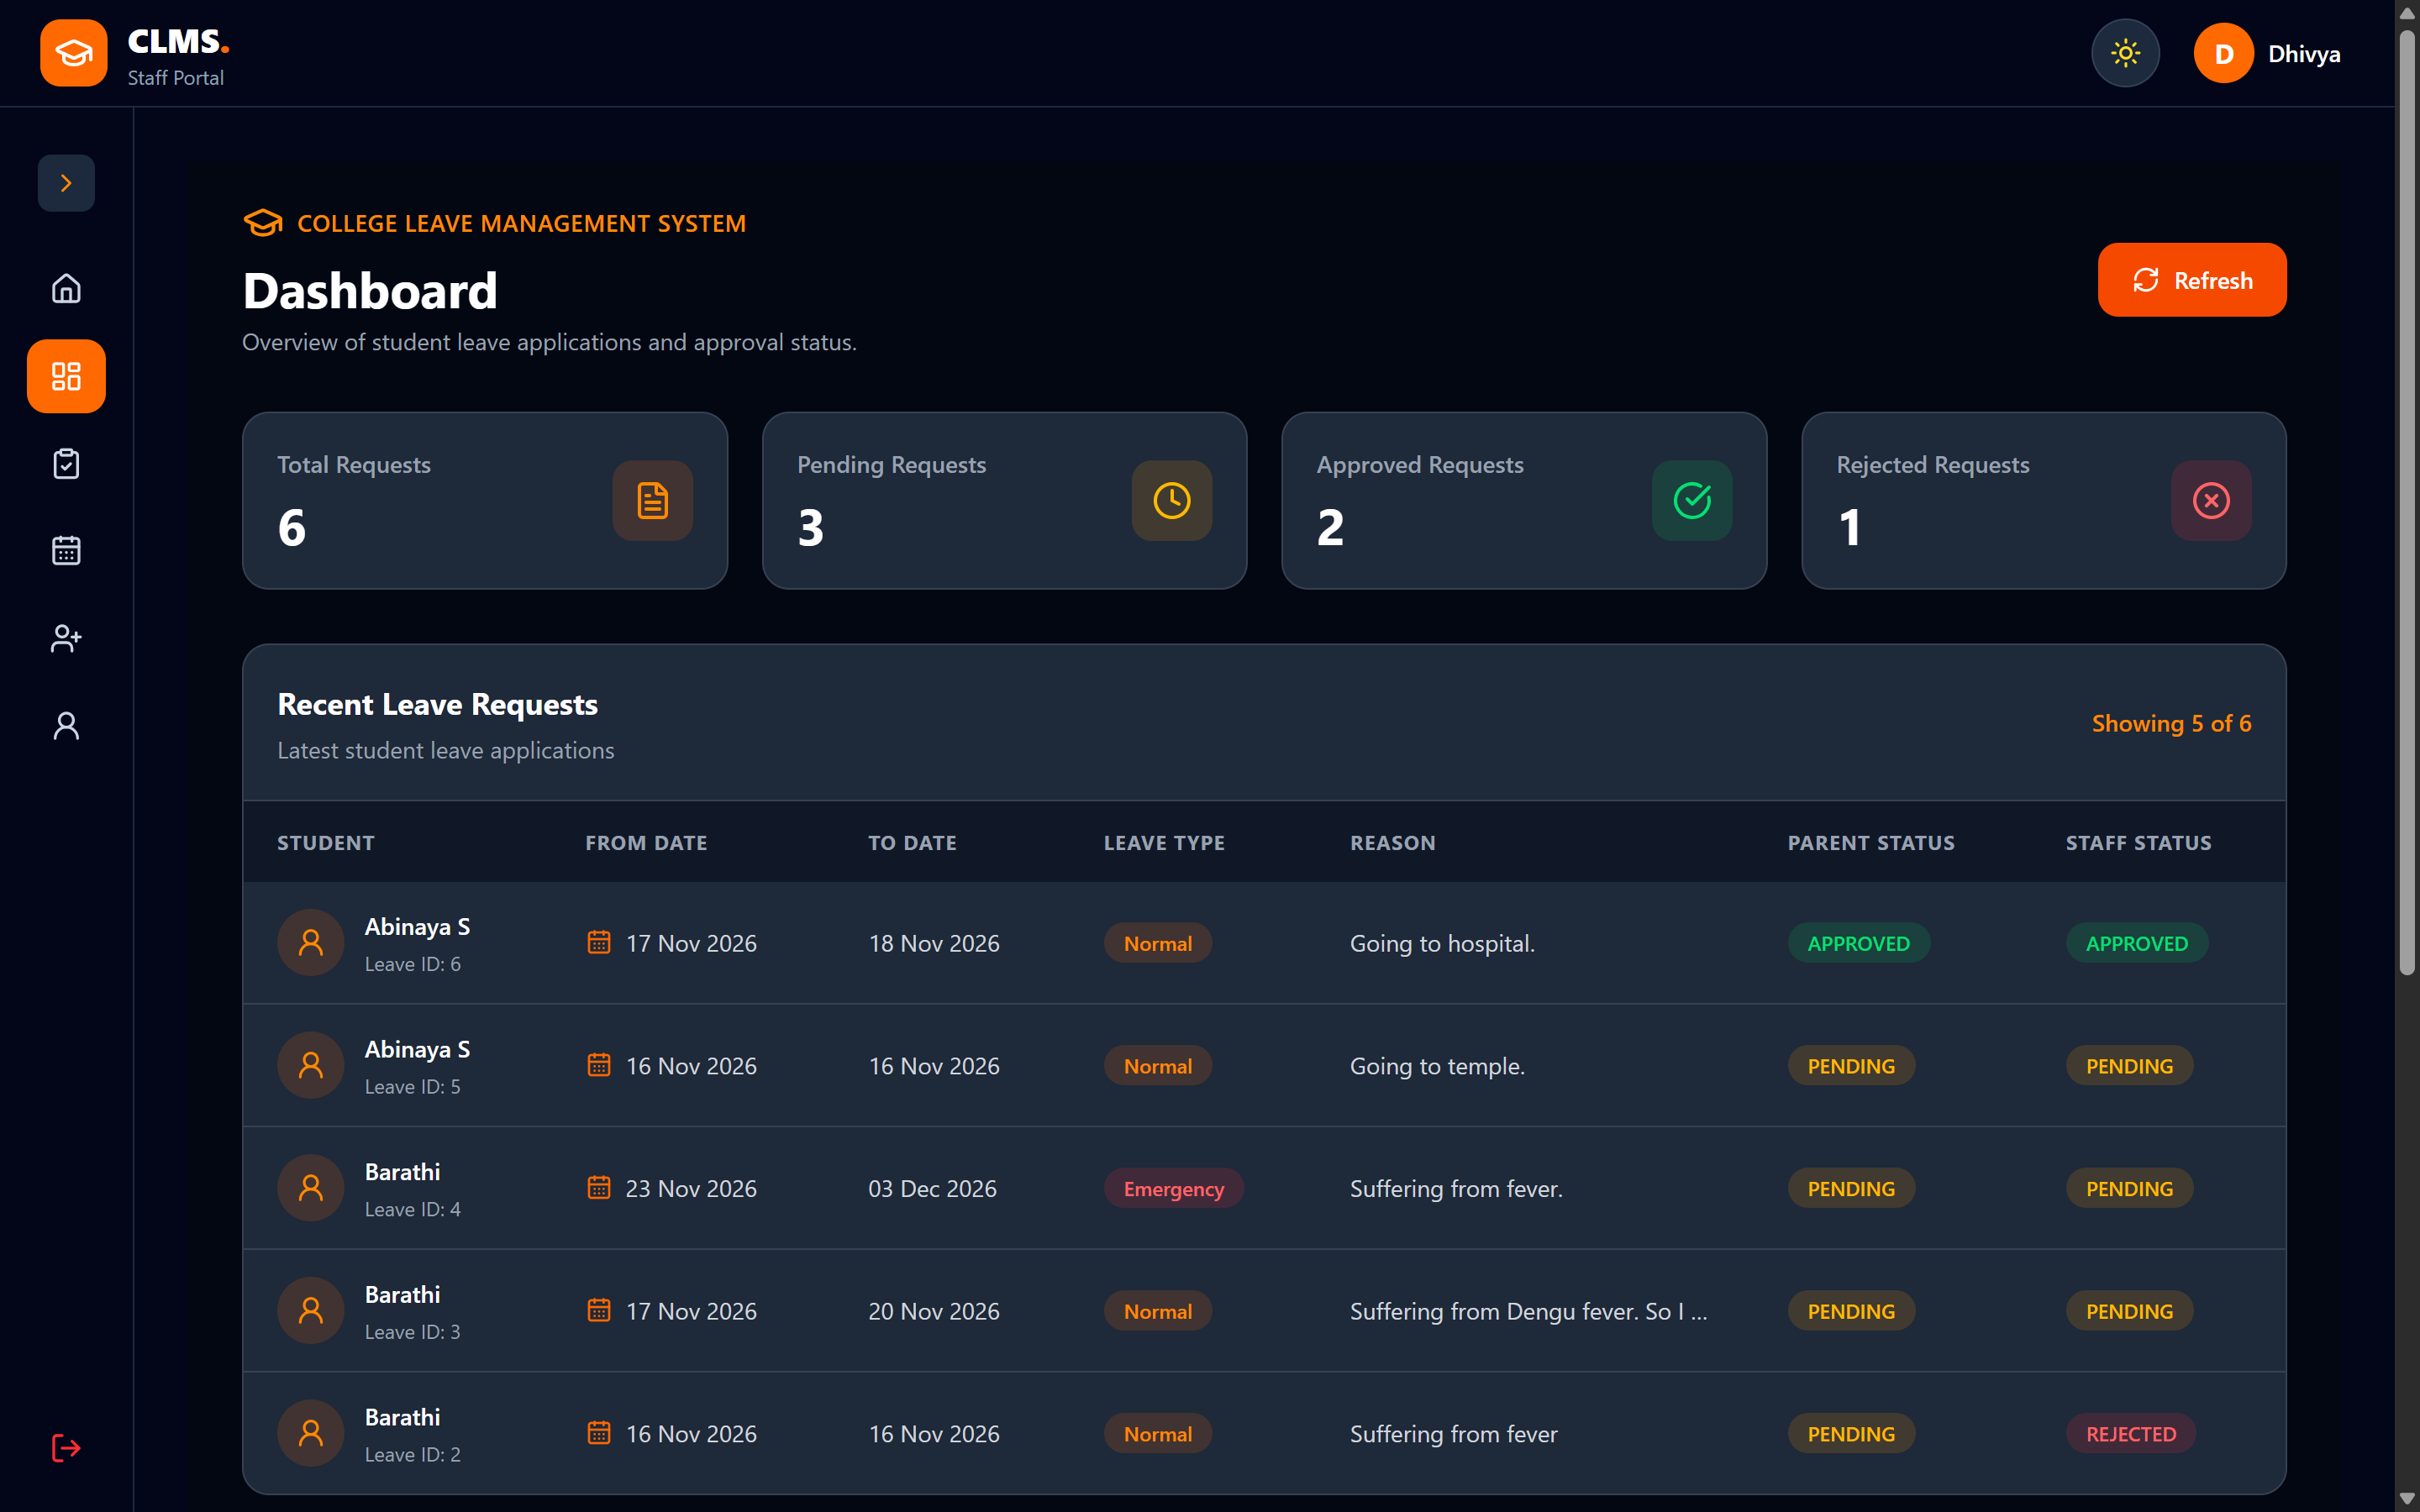 CLMS.
Staff Portal
D Dhivya
COLLEGE LEAVE MANAGEMENT SYSTEM
Dashboard
Overview of student leave applications and approval status.
Refresh
Total Requests
6
Pending Requests
3
Approved Requests
2
Rejected Requests
1
Recent Leave Requests
Latest student leave applications
Showing 5 of 6
STUDENT FROM DATE TO DATE LEAVE TYPE REASON PARENT STATUS STAFF STATUS
Abinaya S
Leave ID: 6
17 Nov 2026 18 Nov 2026 Normal Going to hospital. APPROVED APPROVED
Abinaya S
Leave ID: 5
16 Nov 2026 16 Nov 2026 Normal Going to temple. PENDING PENDING
Barathi
Leave ID: 4
23 Nov 2026 03 Dec 2026 Emergency Suffering from fever. PENDING PENDING
Barathi
Leave ID: 3
17 Nov 2026 20 Nov 2026 Normal Suffering from Dengu fever. So I ... PENDING PENDING
Barathi
Leave ID: 2
16 Nov 2026 16 Nov 2026 Normal Suffering from fever PENDING REJECTED